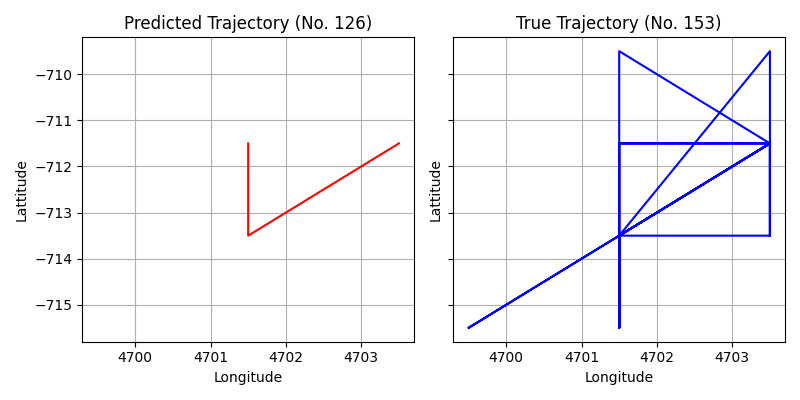 Predicted Trajectory (No. 126)
True Trajectory (No. 153)
−710
−711
−712
−713
−714
−715
Lattitude
4700
4701
4702
4703
Longitude
Lattitude
4700
4701
4702
4703
Longitude